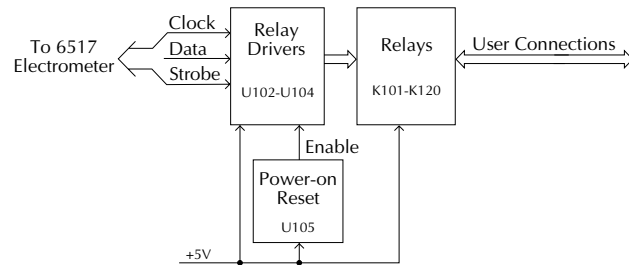 Clock
To 6517
Electrometer
Data
Strobe
Relay
Drivers
U102-U104
Relays
K101-K120
User Connections
Enable
Power-on
Reset
U105
+5V